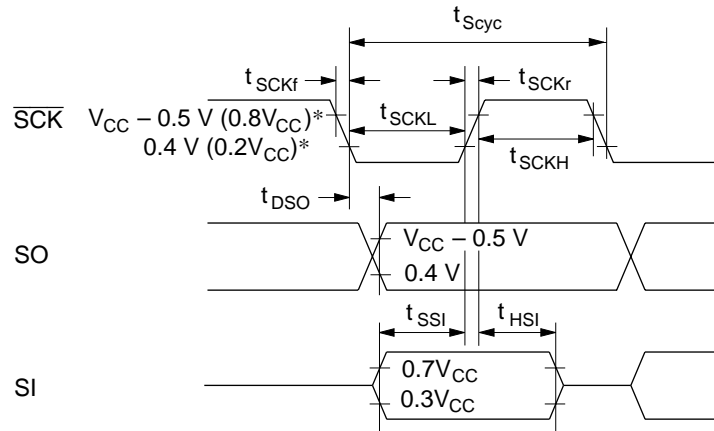 tScyc
tSCKf
tSCKr
SCK VCC – 0.5 V (0.8VCC)*
0.4 V (0.2VCC)*
tSCKL
tSCKH
tDSO
SO
VCC – 0.5 V
0.4 V
tSSI
tHSI
SI
0.7VCC
0.3VCC